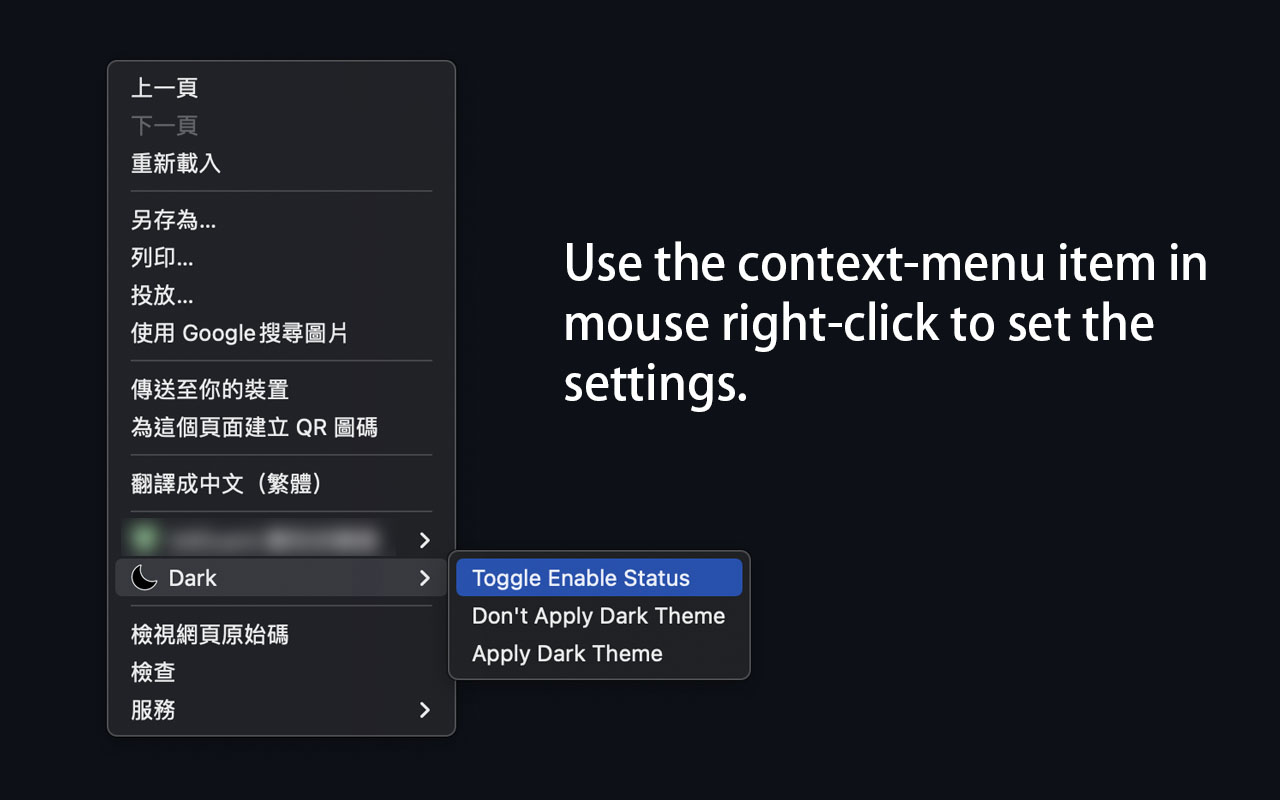 上一頁
下一頁
重新載入
另存為...
列印...
投放...
使用 Google 搜尋圖片
傳送至你的裝置
為這個頁面建立 QR 圖碼
翻譯成中文（繁體）
Dark
檢視網頁原始碼
檢查
服務
Toggle Enable Status
Don't Apply Dark Theme
Apply Dark Theme
Use the context-menu item in
mouse right-click to set the
settings.